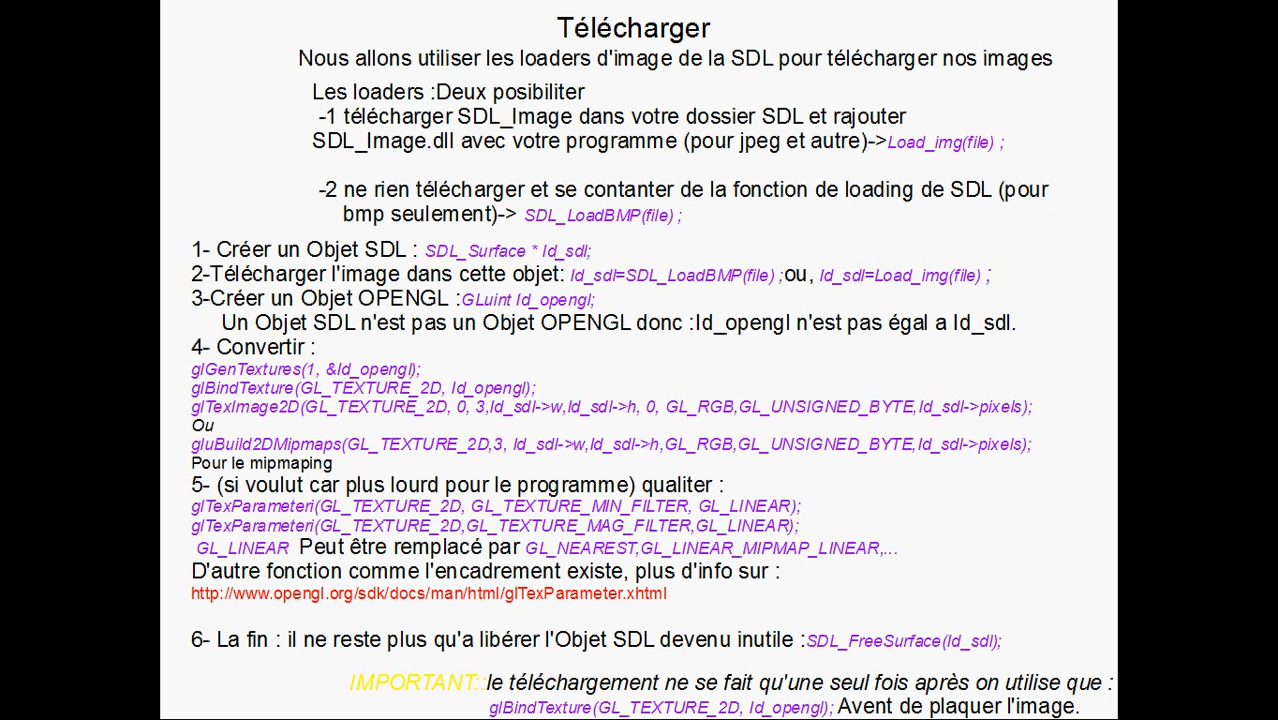 Télécharger
Nous allons utiliser les loaders d'image de la SDL pour télécharger nos images
Les loaders :Deux posibiliter
-1 télécharger SDL_Image dans votre dossier SDL et rajouter
SDL_Image.dll avec votre programme (pour jpeg et autre)->Load_img(file) ;
-2 ne rien télécharger et se contanter de la fonction de loading de SDL (pour
bmp seulement)-> SDL_LoadBMP(file) ;
1- Créer un Objet SDL : SDL_Surface * Id_sdl;
2-Télécharger l'image dans cette objet: Id_sdl=SDL_LoadBMP(file) ;ou, Id_sdl=Load_img(file) ;
3-Créer un Objet OPENGL :GLuint Id_opengl;
Un Objet SDL n'est pas un Objet OPENGL donc :Id_opengl n'est pas égal a Id_sdl.
4- Convertir :
glGenTextures(1, &Id_opengl);
glBindTexture(GL_TEXTURE_2D, Id_opengl);
glTexImage2D(GL_TEXTURE_2D, 0, 3,Id_sdl->w,Id_sdl->h, 0, GL_RGB,GL_UNSIGNED_BYTE,Id_sdl->pixels);
Ou
gluBuild2DMipmaps(GL_TEXTURE_2D,3, Id_sdl->w,Id_sdl->h,GL_RGB,GL_UNSIGNED_BYTE,Id_sdl->pixels);
Pour le mipmaping
5- (si voulut car plus lourd pour le programme) qualiter :
glTexParameteri(GL_TEXTURE_2D, GL_TEXTURE_MIN_FILTER, GL_LINEAR);
glTexParameteri(GL_TEXTURE_2D,GL_TEXTURE_MAG_FILTER,GL_LINEAR);
GL_LINEAR Peut être remplacé par GL_NEAREST,GL_LINEAR_MIPMAP_LINEAR,...
D'autre fonction comme l'encadrement existe, plus d'info sur :
http://www.opengl.org/sdk/docs/man/html/glTexParameter.xhtml
6- La fin : il ne reste plus qu'a libérer l'Objet SDL devenu inutile :SDL_FreeSurface(Id_sdl);
IMPORTANT::le téléchargement ne se fait qu'une seul fois après on utilise que :
glBindTexture(GL_TEXTURE_2D, Id_opengl); Avent de plaquer l'image.